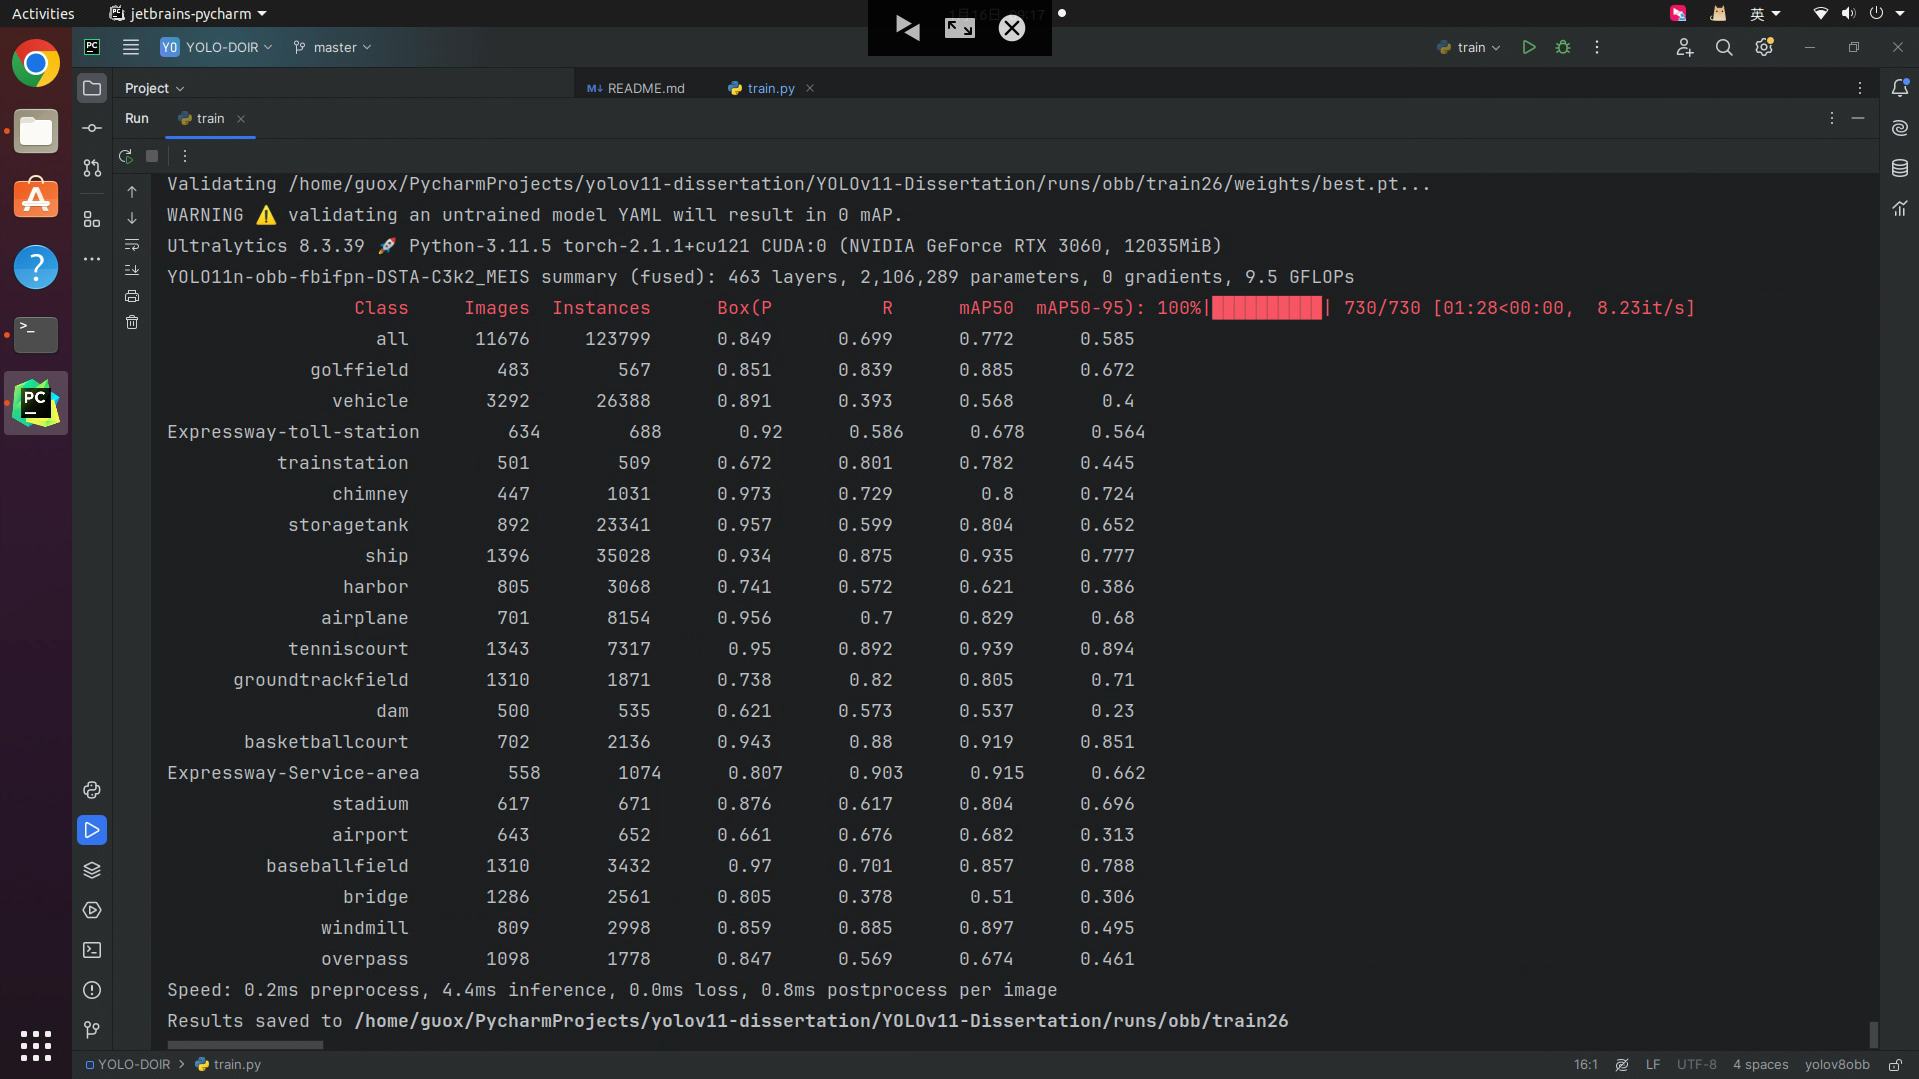 Activities jetbrains-pycharm 英
PC YO YOLO-DOIR master train
Project README.md train.py
Run train
Validating /home/guox/PycharmProjects/yolov11-dissertation/YOLOv11-Dissertation/runs/obb/train26/weights/best.pt...
WARNING ⚠️ validating an untrained model YAML will result in 0 mAP.
Ultralytics 8.3.39 🚀 Python-3.11.5 torch-2.1.1+cu121 CUDA:0 (NVIDIA GeForce RTX 3060, 12035MiB)
YOLO11n-obb-fbifpn-DSTA-C3k2_MEIS summary (fused): 463 layers, 2,106,289 parameters, 0 gradients, 9.5 GFLOPs
Class Images Instances Box(P R mAP50 mAP50-95): 100%|██████████| 730/730 [01:28<00:00, 8.23it/s]
all 11676 123799 0.849 0.699 0.772 0.585
golffield 483 567 0.851 0.839 0.885 0.672
vehicle 3292 26388 0.891 0.393 0.568 0.4
Expressway-toll-station 634 688 0.92 0.586 0.678 0.564
trainstation 501 509 0.672 0.801 0.782 0.445
chimney 447 1031 0.973 0.729 0.8 0.724
storagetank 892 23341 0.957 0.599 0.804 0.652
ship 1396 35028 0.934 0.875 0.935 0.777
harbor 805 3068 0.741 0.572 0.621 0.386
airplane 701 8154 0.956 0.7 0.829 0.68
tenniscourt 1343 7317 0.95 0.892 0.939 0.894
groundtrackfield 1310 1871 0.738 0.82 0.805 0.71
dam 500 535 0.621 0.573 0.537 0.23
basketballcourt 702 2136 0.943 0.88 0.919 0.851
Expressway-Service-area 558 1074 0.807 0.903 0.915 0.662
stadium 617 671 0.876 0.617 0.804 0.696
airport 643 652 0.661 0.676 0.682 0.313
baseballfield 1310 3432 0.97 0.701 0.857 0.788
bridge 1286 2561 0.805 0.378 0.51 0.306
windmill 809 2998 0.859 0.885 0.897 0.495
overpass 1098 1778 0.847 0.569 0.674 0.461
Speed: 0.2ms preprocess, 4.4ms inference, 0.0ms loss, 0.8ms postprocess per image
Results saved to /home/guox/PycharmProjects/yolov11-dissertation/YOLOv11-Dissertation/runs/obb/train26
YOLO-DOIR > train.py 16:1 LF UTF-8 4 spaces yolov8obb